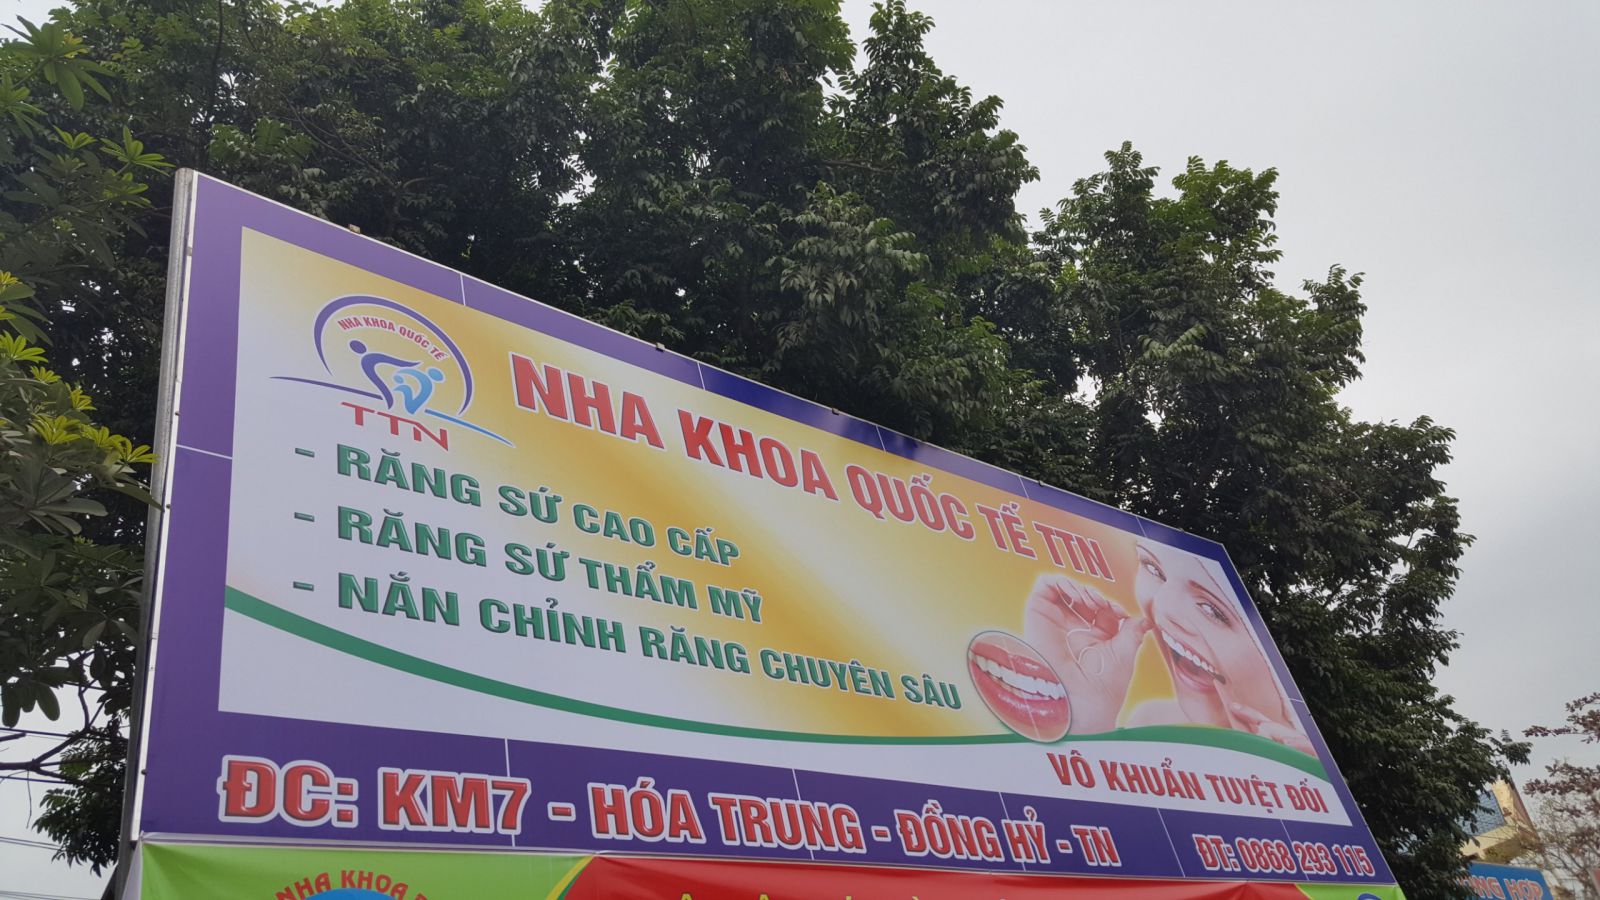 NHA KHOA QUỐC TẾ
TTN
NHA KHOA QUỐC TẾ TTN
- RĂNG SỨ CAO CẤP
- RĂNG SỨ THẨM MỸ
- NẮN CHỈNH RĂNG CHUYÊN SÂU
VÔ KHUẨN TUYỆT ĐỐI
ĐC: KM7 - HÓA TRUNG - ĐỒNG HỶ - TN
ĐT: 0868 293 115
NHA KHOA
HỢP